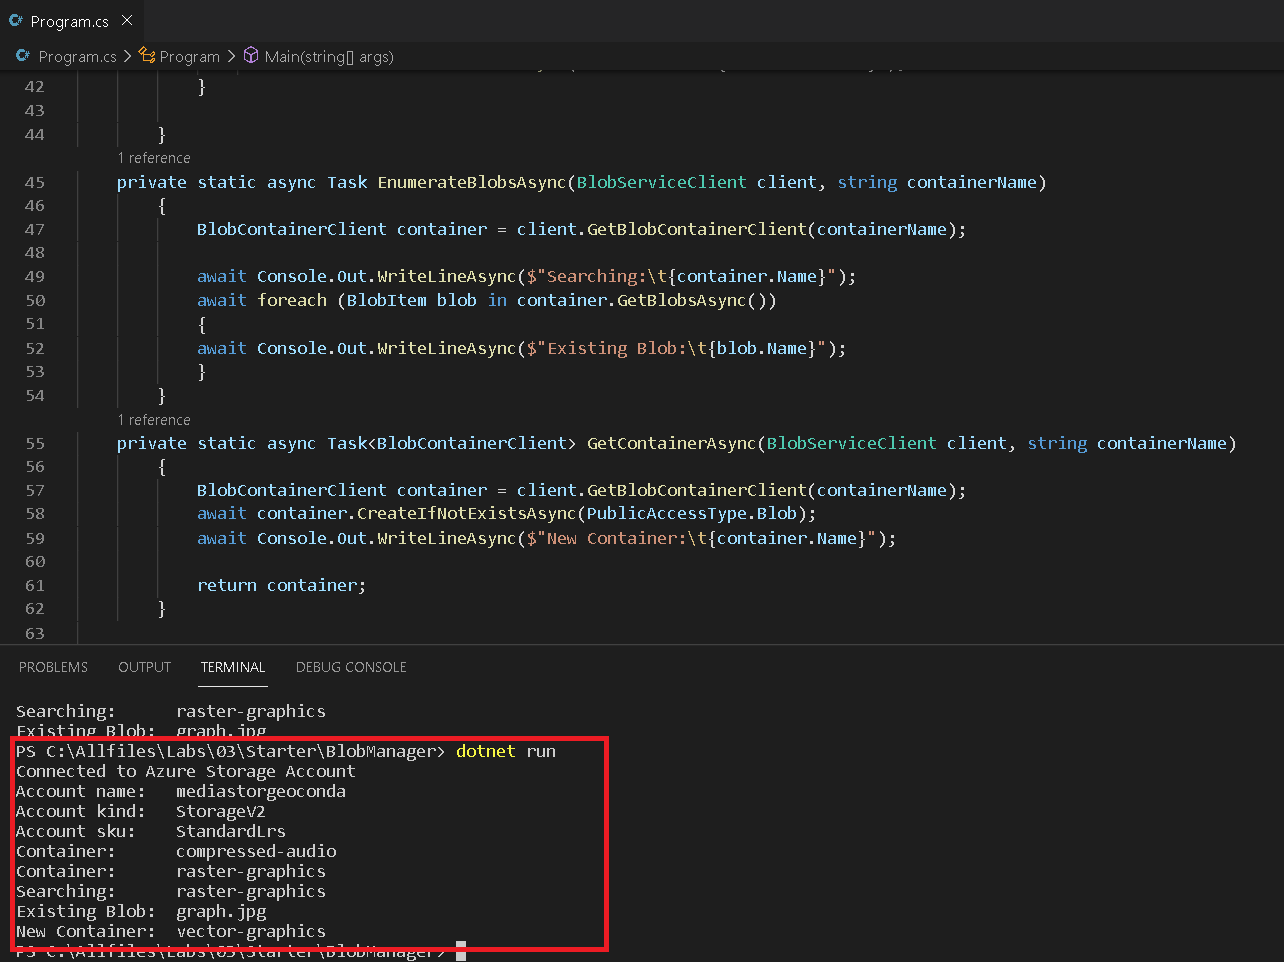 Program.cs
Program.cs > Program > Main(string[] args)
42 }
43
44 }
1 reference
45 private static async Task EnumerateBlobsAsync(BlobServiceClient client, string containerName)
46 {
47 BlobContainerClient container = client.GetBlobContainerClient(containerName);
48
49 await Console.Out.WriteLineAsync($"Searching:\t{container.Name}");
50 await foreach (BlobItem blob in container.GetBlobsAsync())
51 {
52 await Console.Out.WriteLineAsync($"Existing Blob:\t{blob.Name}");
53 }
54 }
1 reference
55 private static async Task<BlobContainerClient> GetContainerAsync(BlobServiceClient client, string containerName)
56 {
57 BlobContainerClient container = client.GetBlobContainerClient(containerName);
58 await container.CreateIfNotExistsAsync(PublicAccessType.Blob);
59 await Console.Out.WriteLineAsync($"New Container:\t{container.Name}");
60
61 return container;
62 }
63
PROBLEMS OUTPUT TERMINAL DEBUG CONSOLE
Searching: raster-graphics
Existing Blob: graph.jpg
PS C:\Allfiles\Labs\03\Starter\BlobManager> dotnet run
Connected to Azure Storage Account
Account name: mediastorgeoconda
Account kind: StorageV2
Account sku: StandardLrs
Container: compressed-audio
Container: raster-graphics
Searching: raster-graphics
Existing Blob: graph.jpg
New Container: vector-graphics
PS C:\Allfiles\Labs\03\Starter\BlobManager>